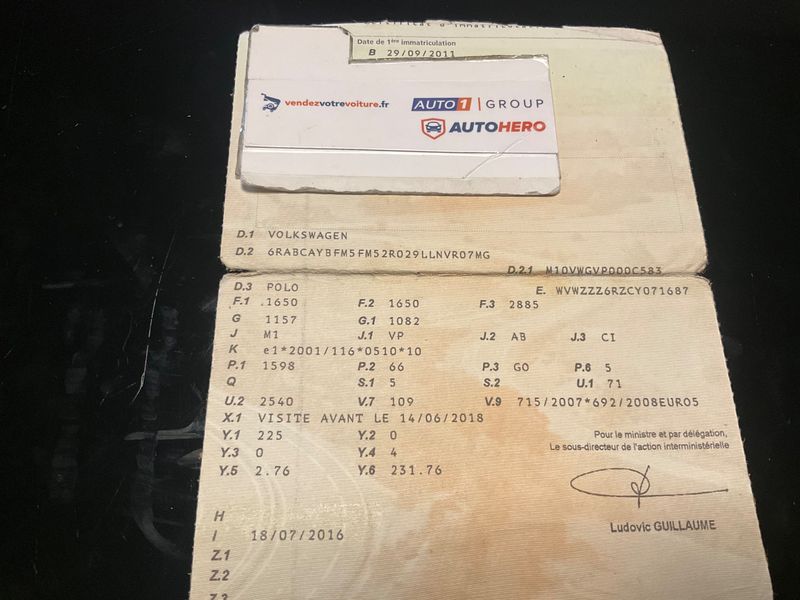 Date de 1ère immatriculation
B 29/09/2011
vendezvotrevoiture.fr
AUTO1 | GROUP
AUTOHERO
D.1 VOLKSWAGEN
D.2 6RABCAYBFM5FM52R029LLNVR07MG
D.2.1 M10VWGVP000C583
D.3 POLO
E. WVWZZZ6RZCY071687
F.1 .1650 F.2 1650 F.3 2885
G 1157 G.1 1082
J M1 J.1 VP J.2 AB J.3 CI
K e1*2001/116*0510*10
P.1 1598 P.2 66 P.3 GO P.6 5
Q S.1 5 S.2 U.1 71
U.2 2540 V.7 109 V.9 715/2007*692/2008EURO5
X.1 VISITE AVANT LE 14/06/2018
Y.1 225 Y.2 0
Y.3 0 Y.4 4
Y.5 2.76 Y.6 231.76
Pour le ministre et par délégation,
Le sous-directeur de l'action interministérielle
Ludovic GUILLAUME
H
I 18/07/2016
Z.1
Z.2
Z.3